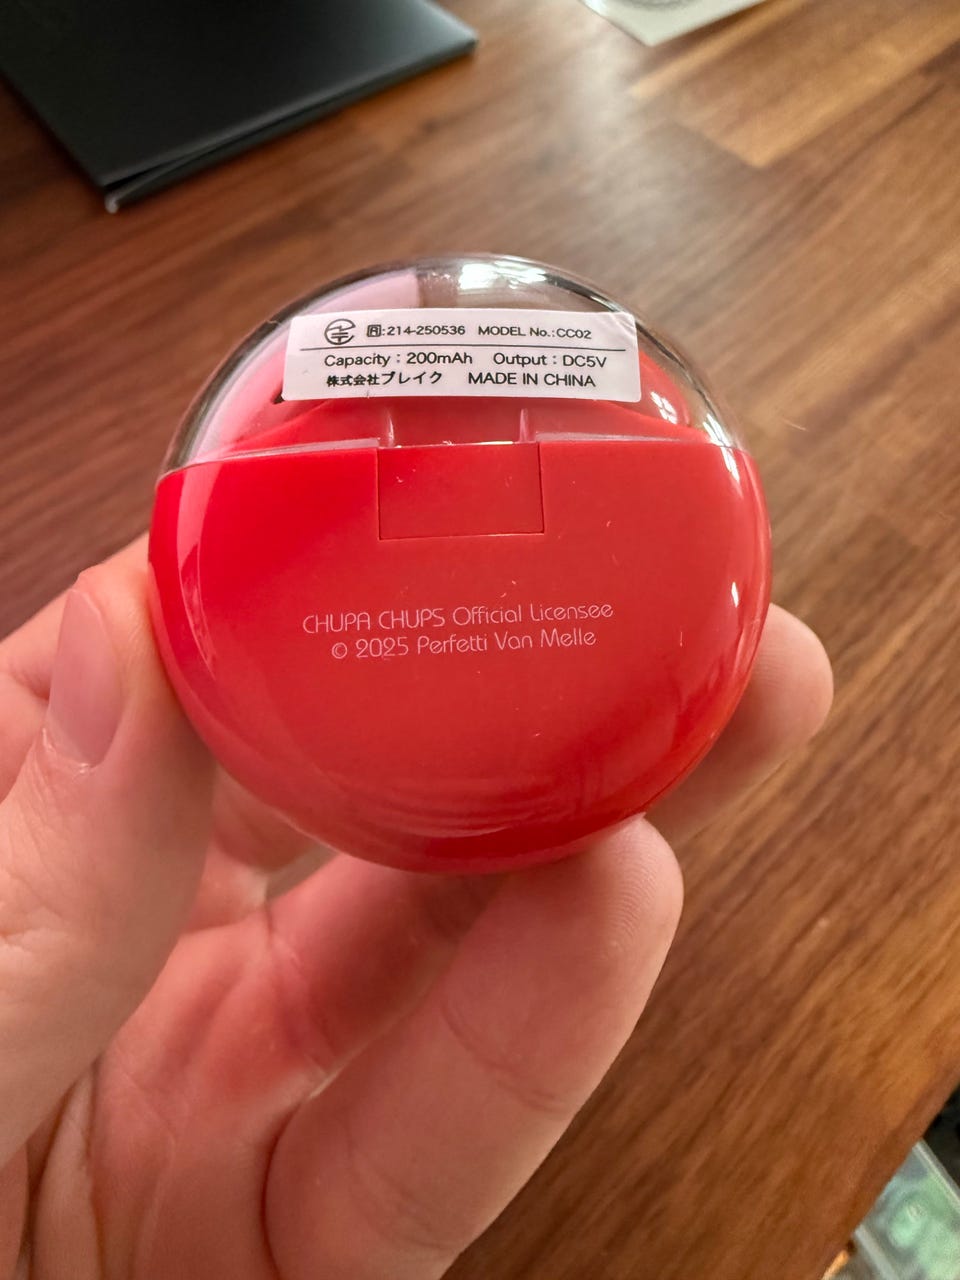 R:214-250536 MODEL No.:CC02
Capacity：200mAh Output：DC5V
株式会社ブレイク MADE IN CHINA
CHUPA CHUPS Official Licensee
© 2025 Perfetti Van Melle